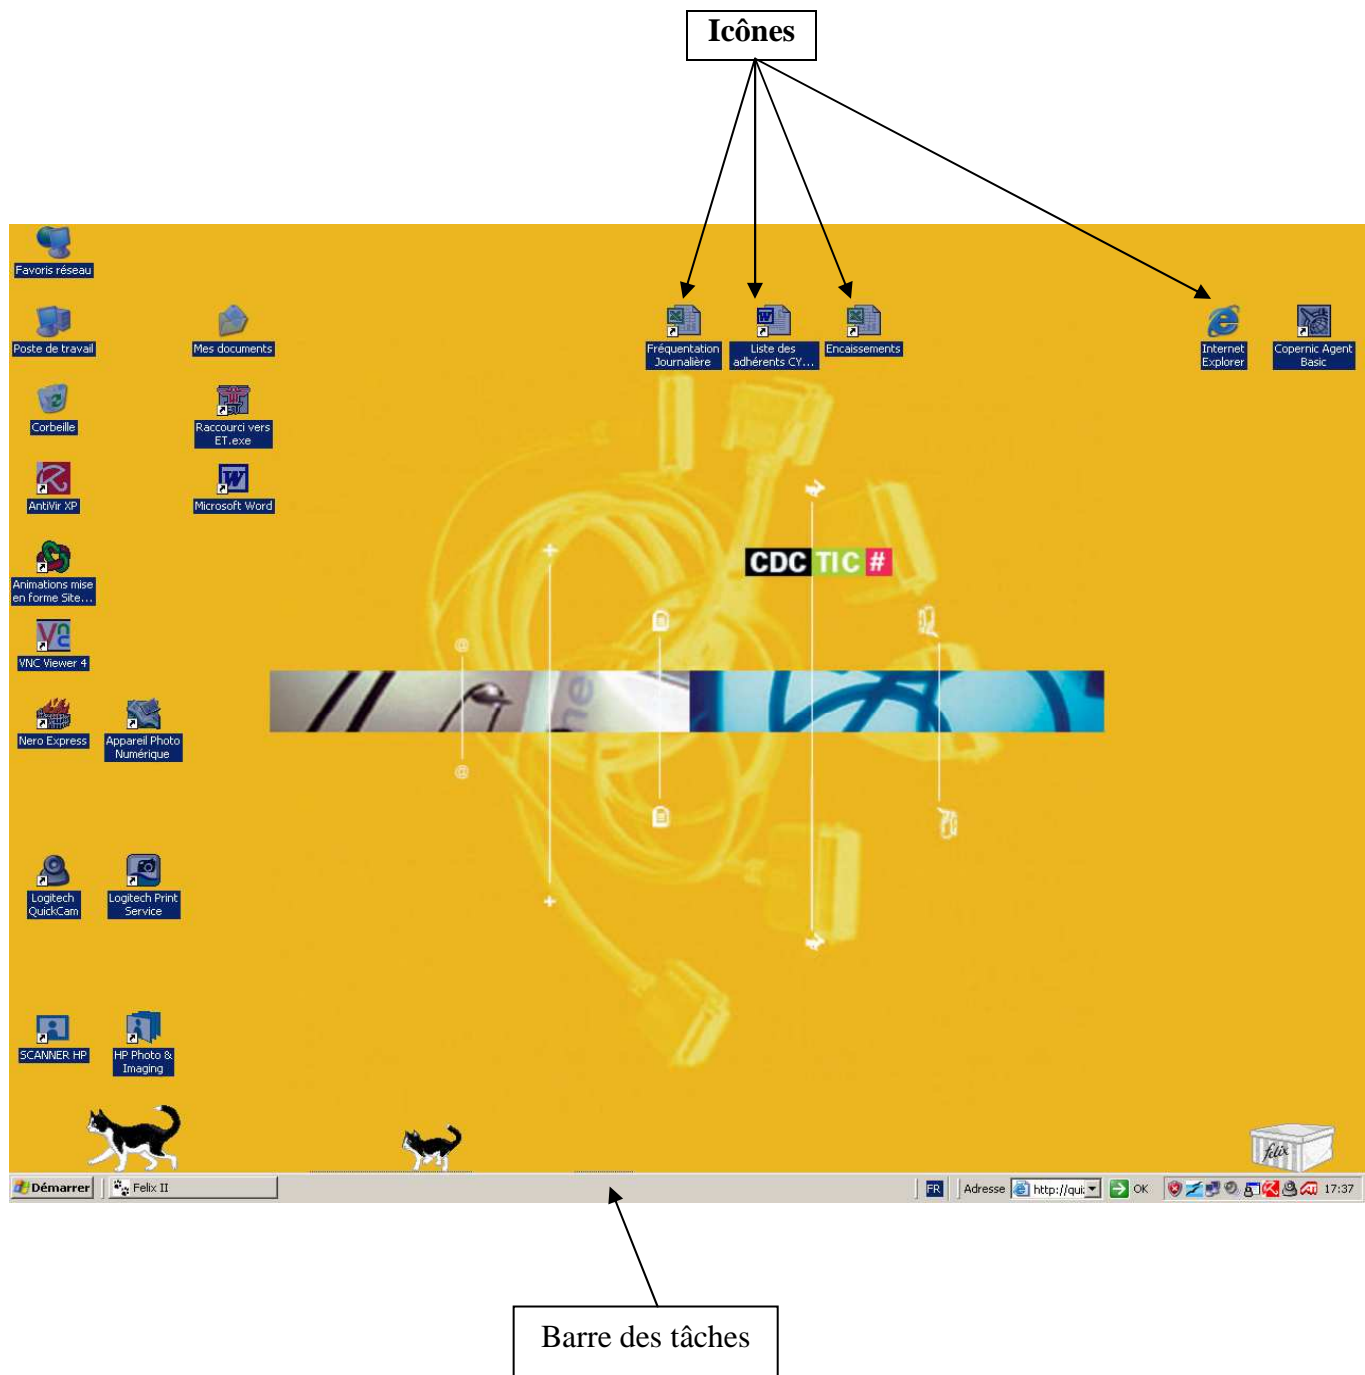 Icônes
Favoris réseau
Poste de travail
Mes documents
Fréquentation
Journalière
Liste des
adhérents CY...
Encaissements
Internet
Explorer
Copernic Agent
Basic
Corbeille
Raccourci vers
ET.exe
AntiVir XP
Microsoft Word
CDC TIC #
Animations mise
en forme Site...
VNC Viewer 4
Nero Express
Appareil Photo
Numérique
@
@
Logitech
QuickCam
Logitech Print
Service
SCANNER HP
HP Photo &
Imaging
felix
Démarrer
Felix II
FR
Adresse
http://qui
OK
17:37
Barre des tâches